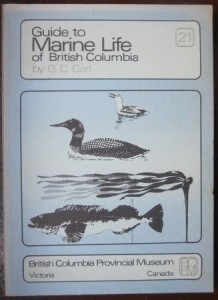 Guide to
Marine Life
of British Columbia
by G. C. Carl
21
British Columbia Provincial Museum
Victoria Canada